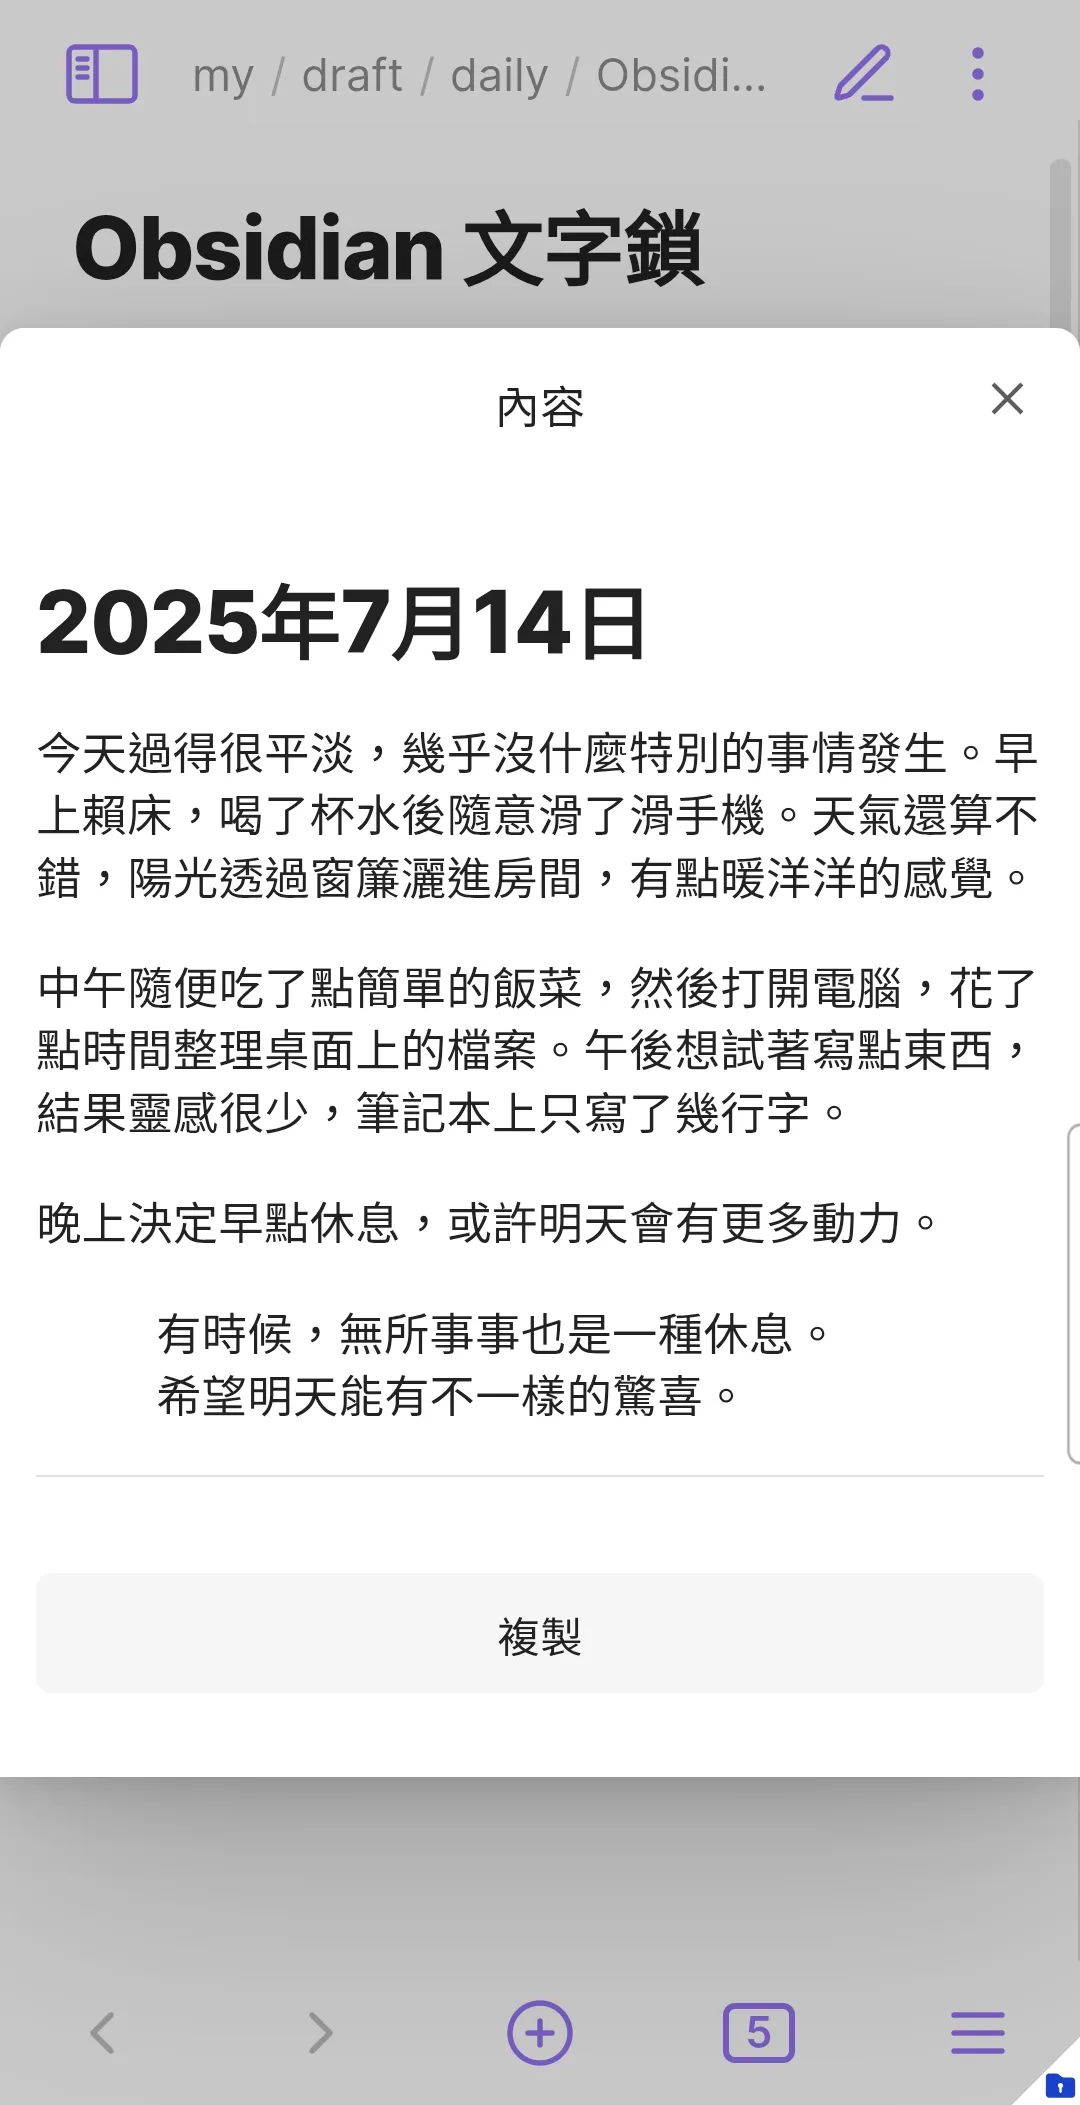 my / draft / daily / Obsidi...
Obsidian 文字鎖
內容
2025年7月14日
今天過得很平淡，幾乎沒什麼特別的事情發生。早
上賴床，喝了杯水後隨意滑了滑手機。天氣還算不
錯，陽光透過窗簾灑進房間，有點暖洋洋的感覺。
中午隨便吃了點簡單的飯菜，然後打開電腦，花了
點時間整理桌面上的檔案。午後想試著寫點東西，
結果靈感很少，筆記本上只寫了幾行字。
晚上決定早點休息，或許明天會有更多動力。
有時候，無所事事也是一種休息。
希望明天能有不一樣的驚喜。
複製
5